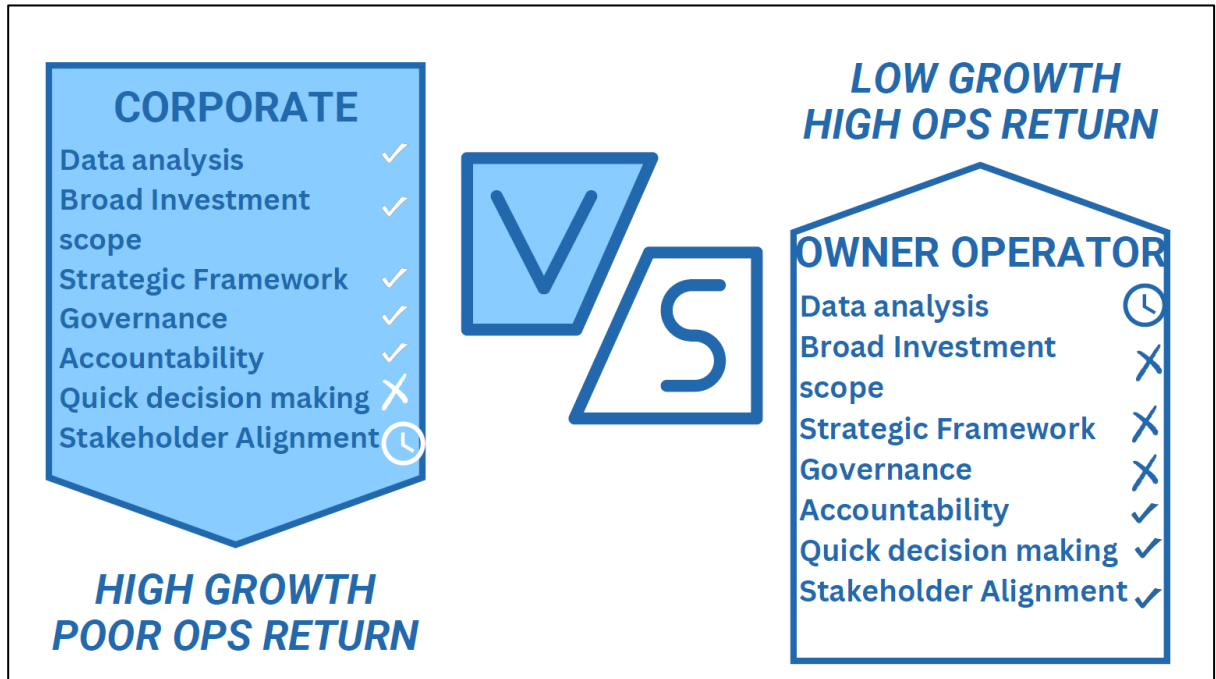 CORPORATE
Data analysis
Broad Investment
scope
Strategic Framework
Governance
Accountability
Quick decision making
Stakeholder Alignment
HIGH GROWTH
POOR OPS RETURN
V
S
LOW GROWTH
HIGH OPS RETURN
OWNER OPERATOR
Data analysis
Broad Investment
scope
Strategic Framework
Governance
Accountability
Quick decision making
Stakeholder Alignment